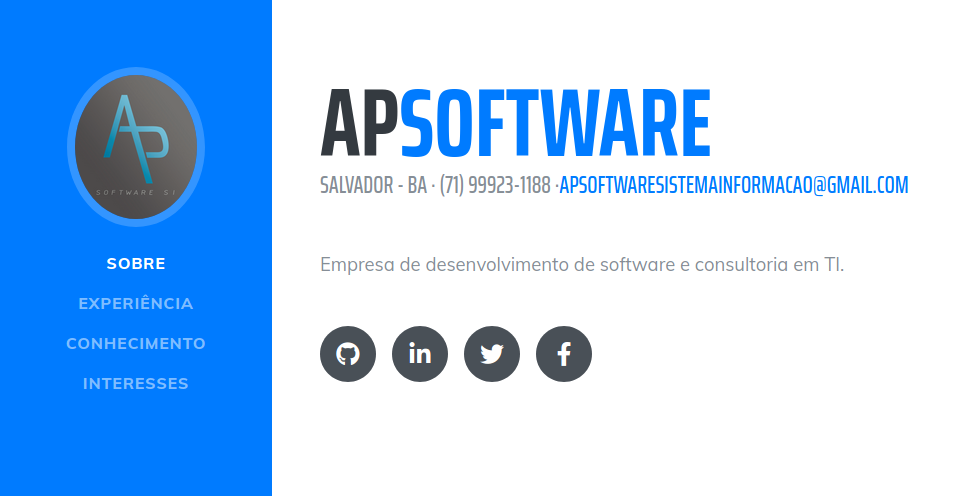 AP
SOFTWARE SI
SOBRE
EXPERIÊNCIA
CONHECIMENTO
INTERESSES
APSOFTWARE
SALVADOR - BA · (71) 99923-1188 ·APSOFTWARESISTEMAINFORMACAO@GMAIL.COM
Empresa de desenvolvimento de software e consultoria em TI.
in
f